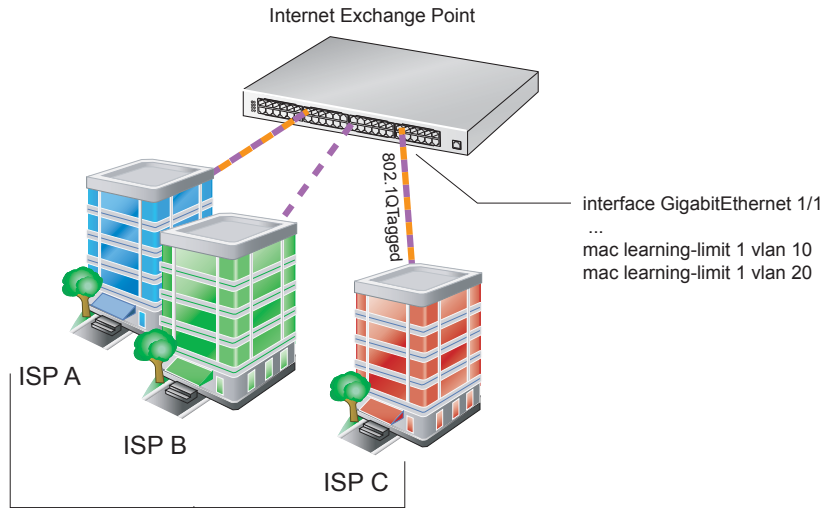 Internet Exchange Point
802.1QTagged
interface GigabitEthernet 1/1
...
mac learning-limit 1 vlan 10
mac learning-limit 1 vlan 20
ISP A
ISP B
ISP C